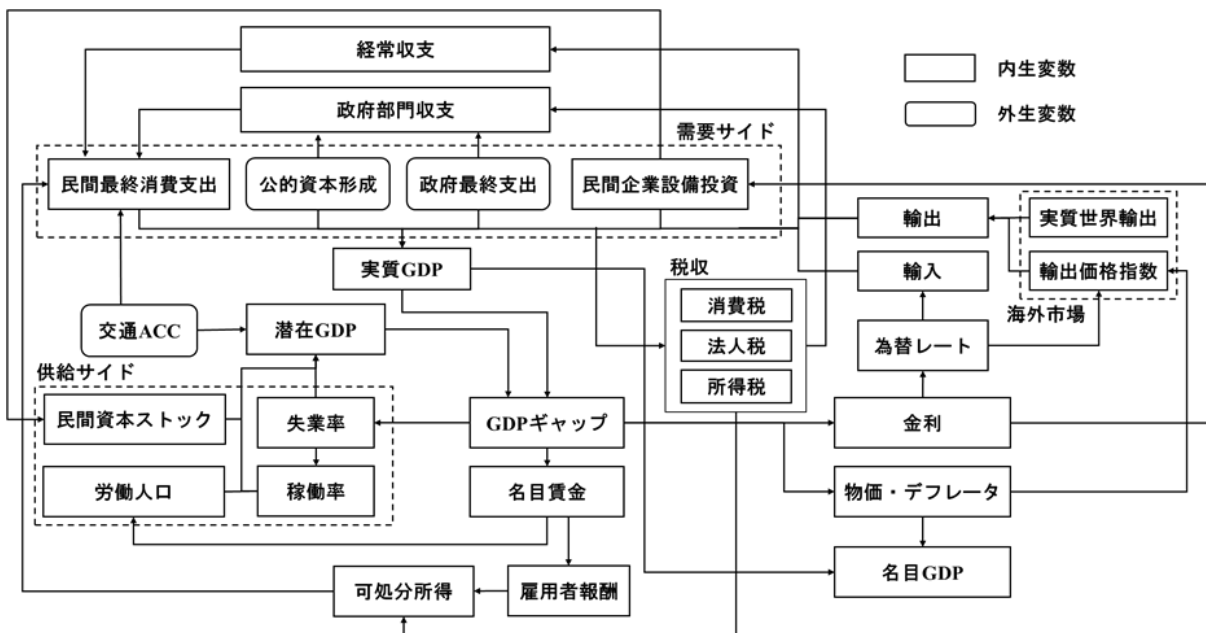 経常収支
内生変数
政府部門収支
外生変数
需要サイド
民間最終消費支出
公的資本形成
政府最終支出
民間企業設備投資
輸出
実質世界輸出
実質GDP
税収
輸入
輸出価格指数
消費税
海外市場
交通ACC
潜在GDP
法人税
為替レート
供給サイド
所得税
民間資本ストック
失業率
GDPギャップ
金利
労働人口
稼働率
名目賃金
物価・デフレータ
可処分所得
雇用者報酬
名目GDP